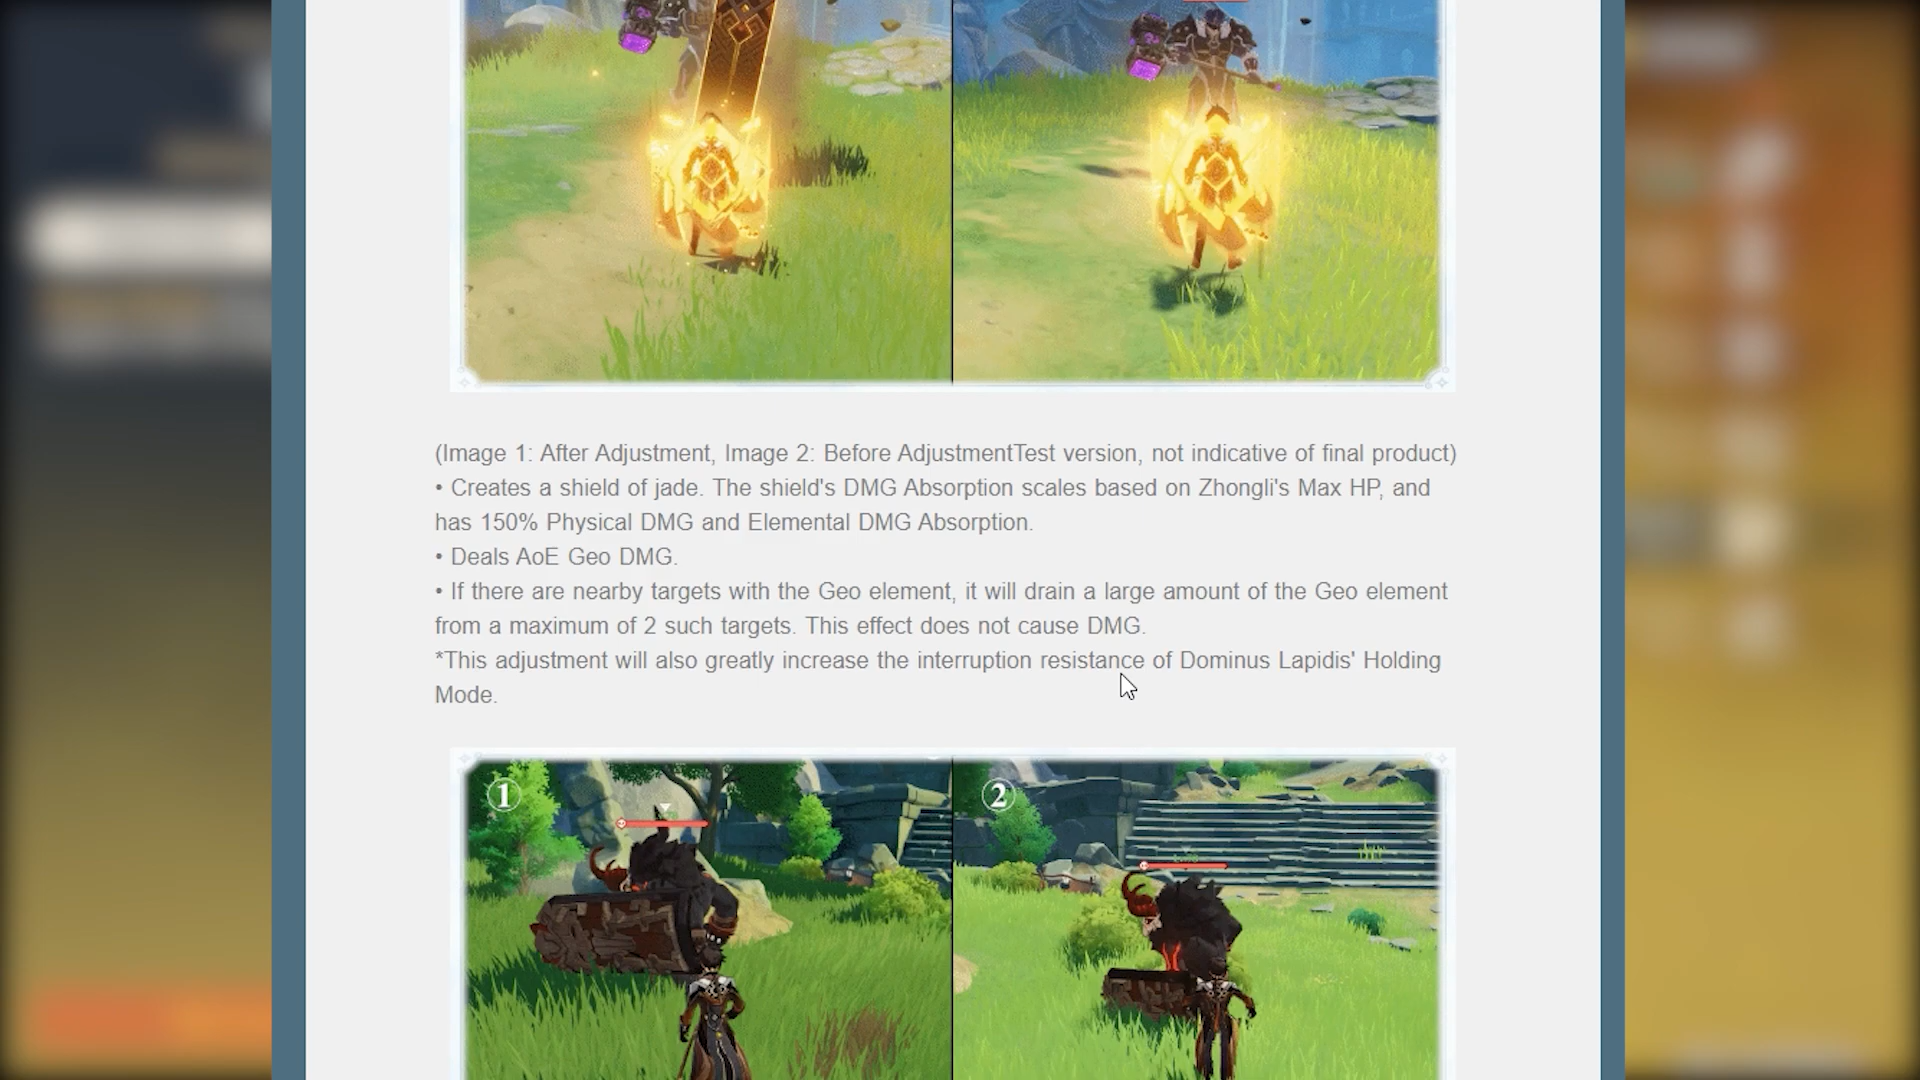 (Image 1: After Adjustment, Image 2: Before AdjustmentTest version, not indicative of final product)
• Creates a shield of jade. The shield's DMG Absorption scales based on Zhongli's Max HP, and
has 150% Physical DMG and Elemental DMG Absorption.
• Deals AoE Geo DMG.
• If there are nearby targets with the Geo element, it will drain a large amount of the Geo element
from a maximum of 2 such targets. This effect does not cause DMG.
*This adjustment will also greatly increase the interruption resistance of Dominus Lapidis' Holding
Mode.
1
2